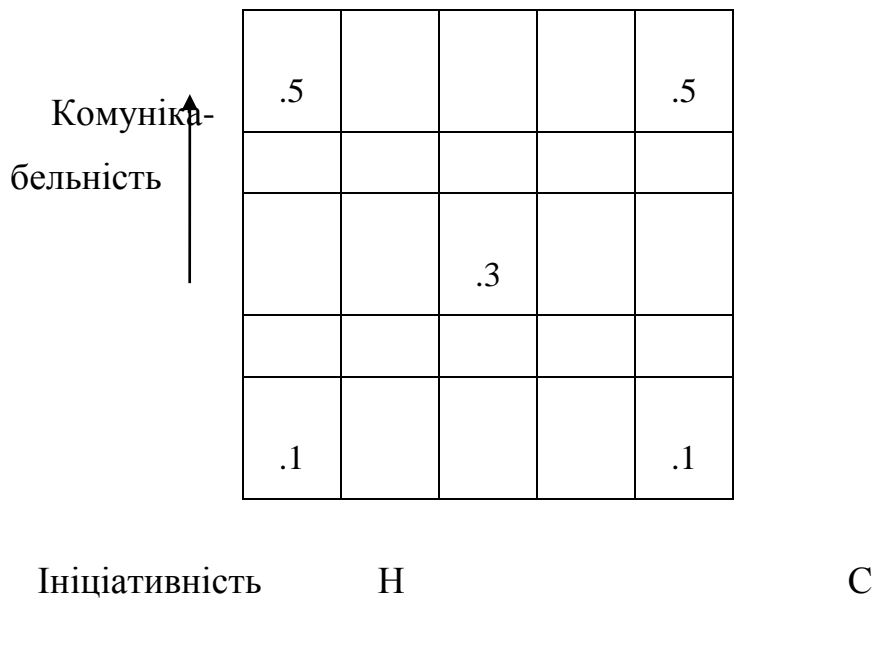 .5 .5
Комуніка-
бельність
.3
.1 .1
Ініціативність Н С